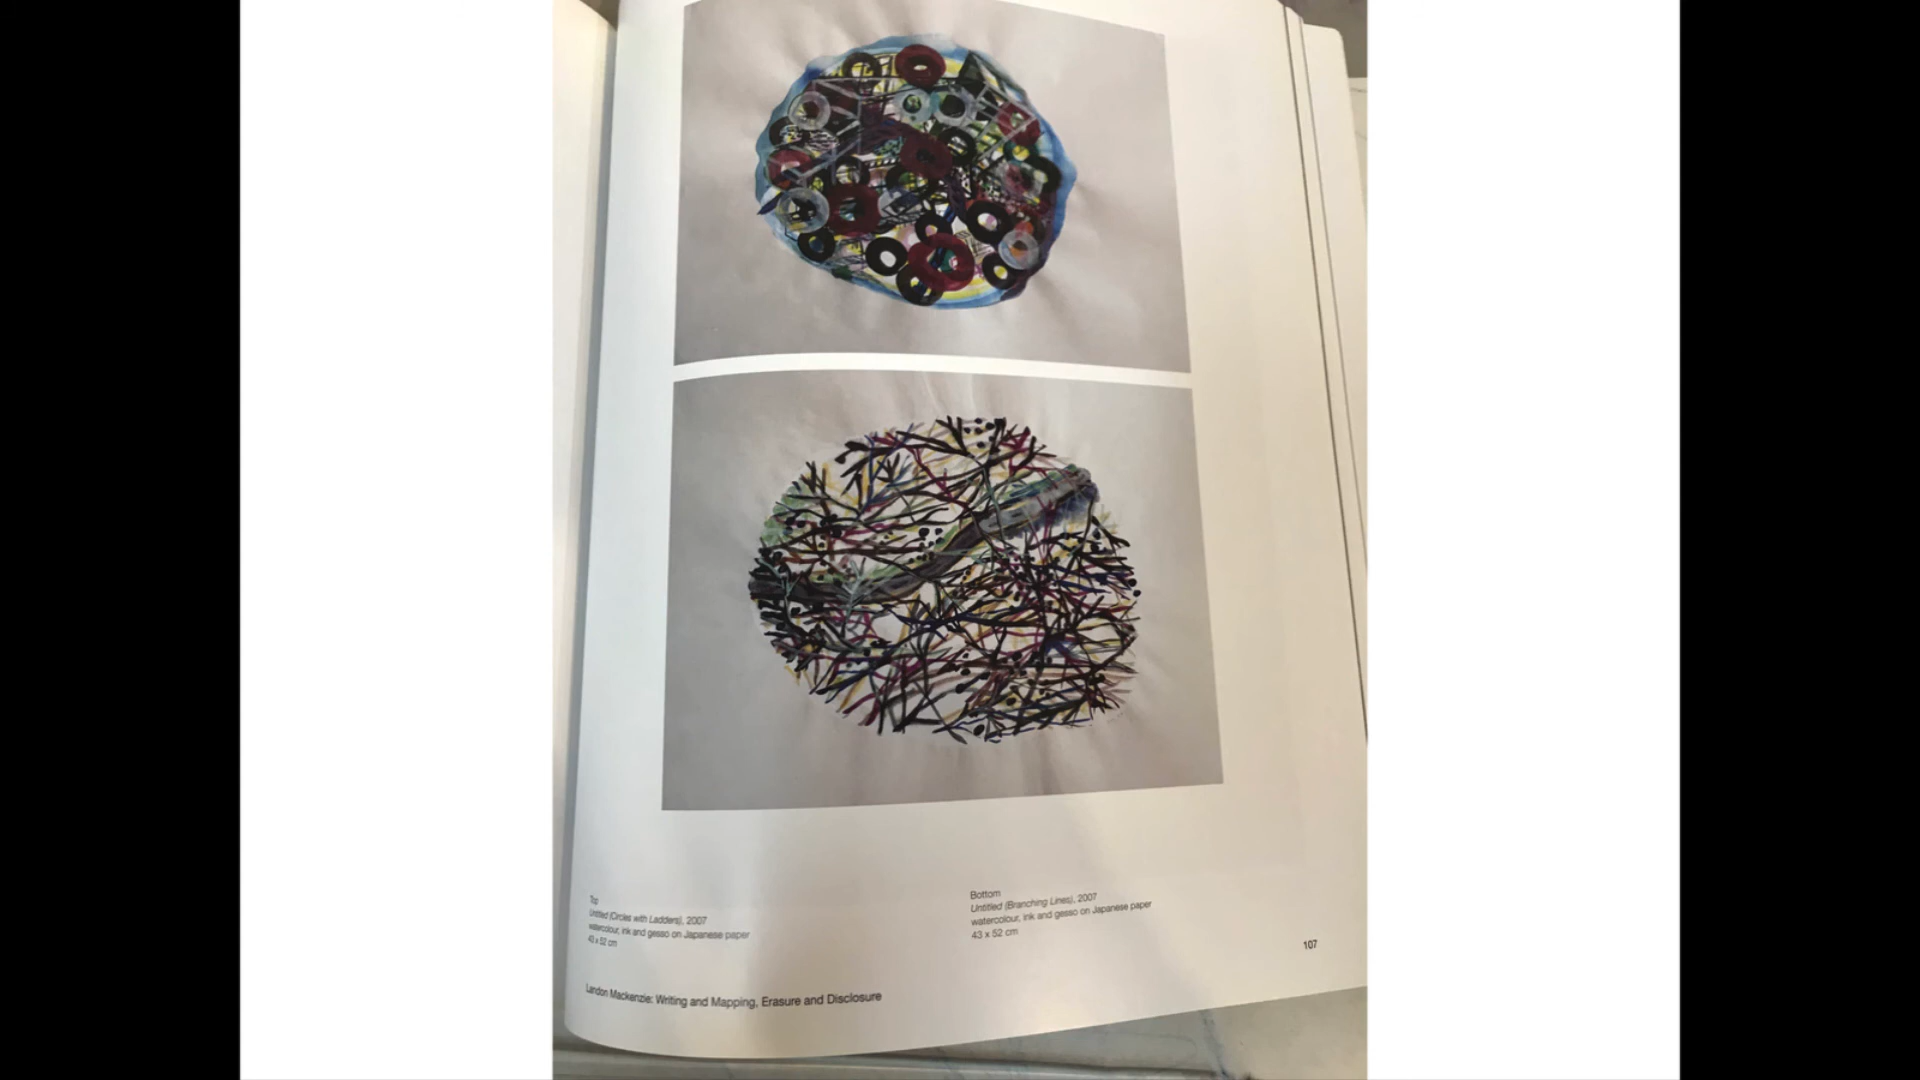 Top
Untitled (Circles with Ladders), 2007
watercolour, ink and gesso on Japanese paper
43 x 52 cm
Bottom
Untitled (Branching Lines), 2007
watercolour, ink and gesso on Japanese paper
43 x 52 cm
107
Landon Mackenzie: Writing and Mapping, Erasure and Disclosure